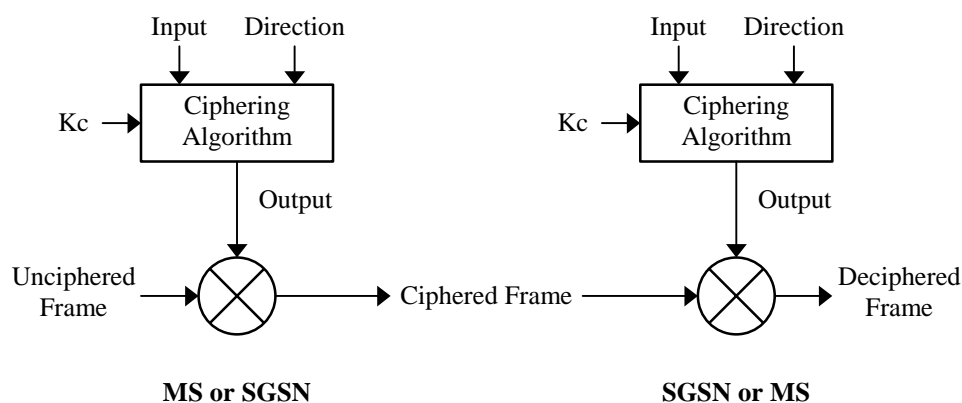 Input Direction
Kc
Ciphering
Algorithm
Output
Unciphered
Frame
Ciphered Frame
MS or SGSN
Input Direction
Kc
Ciphering
Algorithm
Output
Deciphered
Frame
SGSN or MS